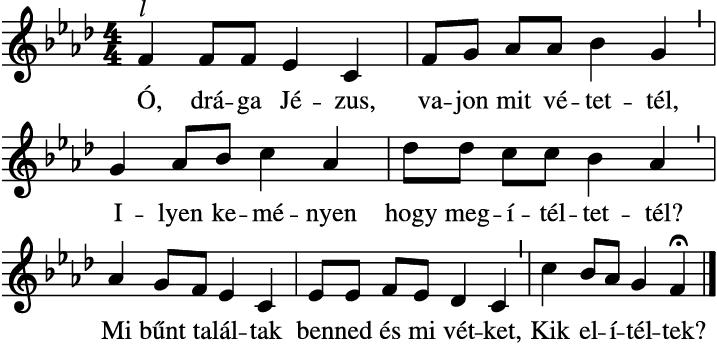 l
Ó, drá – ga Jé – zus, va – jon mit vé – tet – tél,
I – lyen ke – mé – nyen hogy meg – í – tél – tet – tél?
Mi bűnt talál – tak benned és mi vét – ket, Kik el – í – tél – tek?